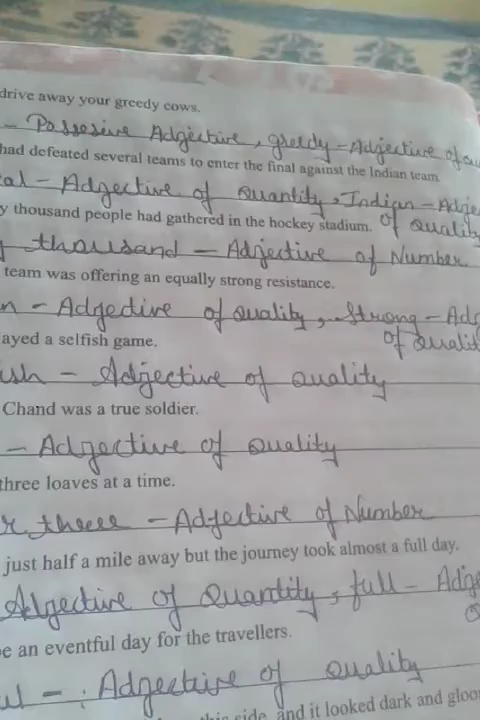 drive away your greedy cows.
- Possesive Adjective, greedy - Adjective of
had defeated several teams to enter the final against the Indian team.
al - Adjective of Quantity, Indian - Adje
of Quality
y thousand people had gathered in the hockey stadium.
y thousand - Adjective of Number
team was offering an equally strong resistance.
n - Adjective of Quality, Strong - Adj
of Qualit
ayed a selfish game.
ish - Adjective of Quality
Chand was a true soldier.
- Adjective of Quality
three loaves at a time.
r three - Adjective of Number
just half a mile away but the journey took almost a full day.
Adjective of Quantity, full - Adje
e an eventful day for the travellers.
ul - Adjective of Quality
this side, and it looked dark and gloo